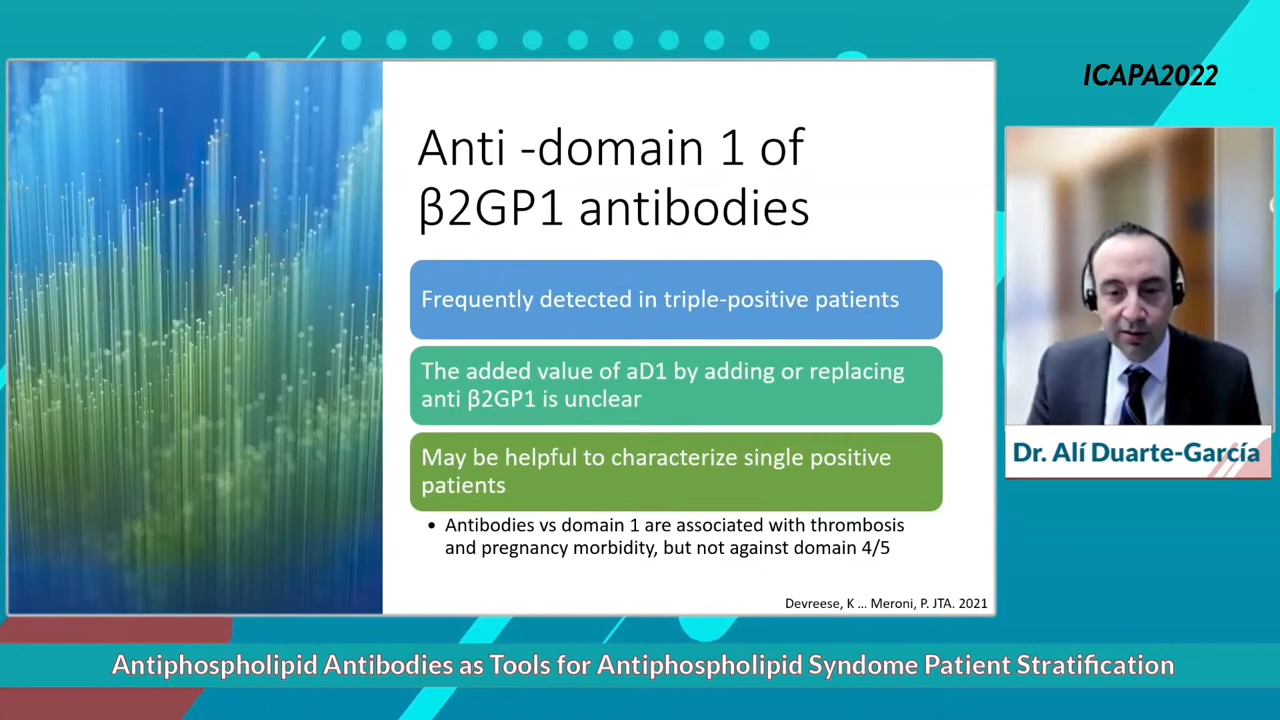 ICAPA2022
Anti -domain 1 of
β2GP1 antibodies
Frequently detected in triple-positive patients
The added value of aD1 by adding or replacing
anti β2GP1 is unclear
May be helpful to characterize single positive
patients
• Antibodies vs domain 1 are associated with thrombosis
and pregnancy morbidity, but not against domain 4/5
Devreese, K ... Meroni, P. JTA. 2021
Dr. Alí Duarte-García
Antiphospholipid Antibodies as Tools for Antiphospholipid Syndome Patient Stratification